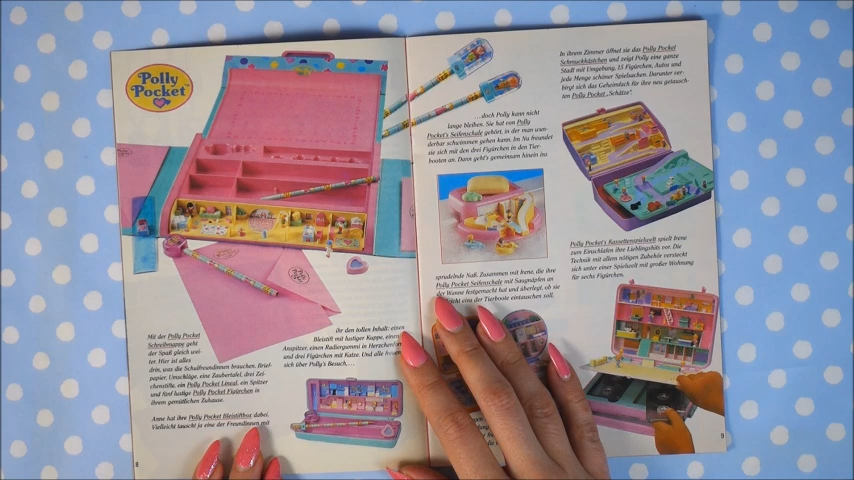 Polly
Pocket
Mit der Polly Pocket
Schreibmappe geht
der Spaß gleich wei-
ter. Hier ist alles
drin, was die Schulfreundinnen brauchen. Brief-
papier, Umschläge, eine Zaubertafel, drei Zei-
chenstifte, ein Polly Pocket Lineal, ein Spitzer
und fünf lustige Polly Pocket Figürchen in
ihrem gemütlichen Zuhause.
Anne hat ihre Polly Pocket Bleistiftbox dabei.
Vielleicht tauscht ja eine der Freundinnen mit
ihr den tollen Inhalt: einen
Bleistift mit lustiger Kappe, einen
Anspitzer, einen Radiergummi in Herzchenform
und drei Figürchen mit Katze. Und alle freuen
sich über Polly's Besuch,...
8
...doch Polly kann nicht
lange bleiben. Sie hat von Polly
Pocket's Seifenschale gehört, in der man wun-
derbar schwimmen gehen kann. Im Nu freundet
sie sich mit den drei Figürchen in den Tier-
booten an. Dann geht's gemeinsam hinein ins
sprudelnde Naß. Zusammen mit Irene, die ihre
Polly Pocket Seifenschale mit Saugnäpfen an
der Wanne festgemacht hat und überlegt, ob sie
eins der Tierboote eintauschen soll.
In ihrem Zimmer öffnet sie das Polly Pocket
Schmuckkästchen und zeigt Polly eine ganze
Stadt mit Umgebung, 15 Figürchen, Autos und
jede Menge schöner Spielsachen. Darunter ver-
birgt sich das Geheimfach für ihre neu getausch-
ten Polly Pocket „Schätze".
Polly Pocket's Kassettenspielwelt spielt Irene
zum Einschlafen ihre Lieblingshits vor. Die
Technik mit allem nötigen Zubehör versteckt
sich unter einer Spielwelt mit großer Wohnung
für sechs Figürchen.
9